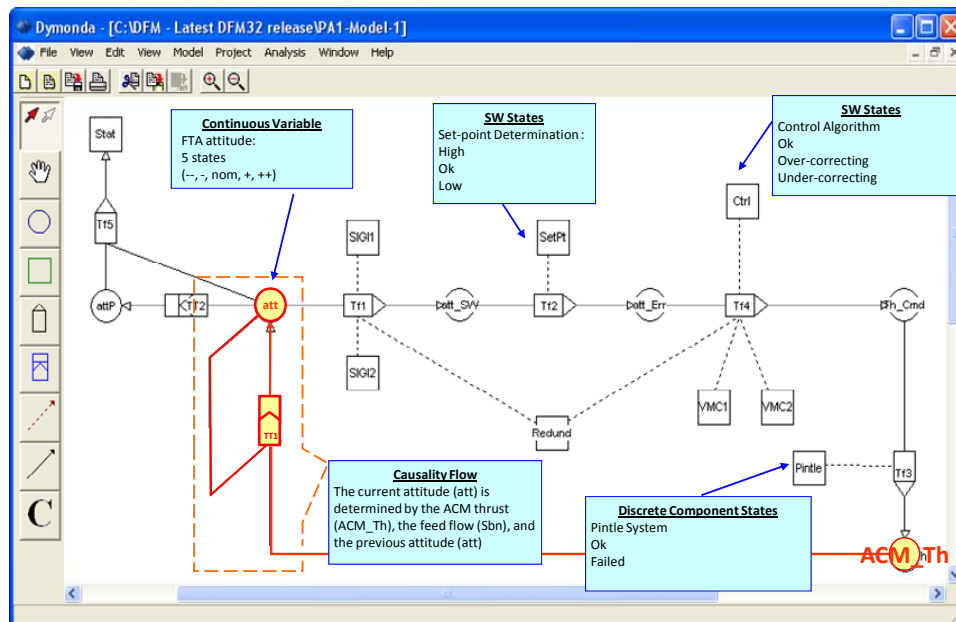 Dymonda - [C:\DFM - Latest DFM32 release\PA1-Model-1]
File View Edit View Model Project Analysis Window Help
Continuous Variable
FTA attitude:
5 states
(--, -, nom, +, ++)
SW States
Set-point Determination :
High
Ok
Low
SW States
Control Algorithm
Ok
Over-correcting
Under-correcting
Stat
Tf5
SIGI1
SetPt
Ctrl
attP
TT2
att
Tf1
att_SW
Tf2
att_Err
Tf4
Th_Cmd
SIGI2
VMC1
VMC2
TT1
Redund
Pintle
Tf3
Causality Flow
The current attitude (att) is
determined by the ACM thrust
(ACM_Th), the feed flow (Sbn), and
the previous attitude (att)
Discrete Component States
Pintle System
Ok
Failed
ACM_Th
C